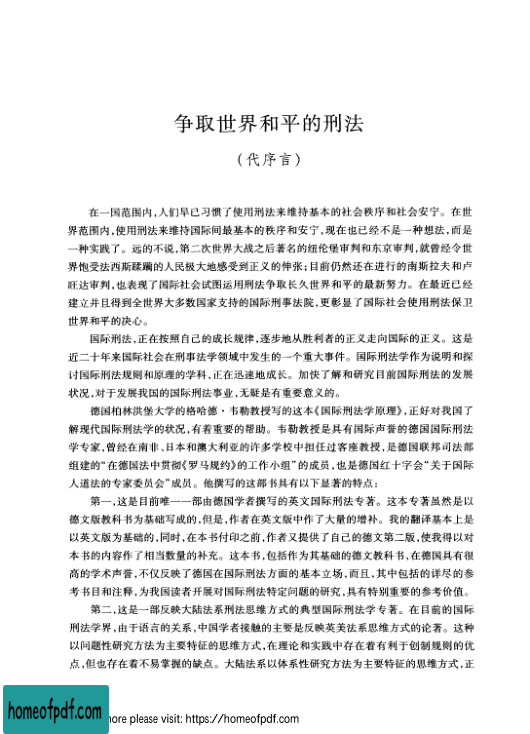 争取世界和平的刑法
(代序言)
在一国范围内,人们早已习惯了使用刑法来维持基本的社会秩序和社会安宁。在世
界范围内,使用刑法来维持国际间最基本的秩序和安宁,现在也已经不是一种想法,而是
一种实践了。远的不说,第二次世界大战之后著名的纽伦堡审判和东京审判,就曾经令世
界饱受法西斯蹂躏的人民极大地感受到正义的伸张;目前仍然还在进行的南斯拉夫和卢
旺达审判,也表现了国际社会试图运用刑法争取长久世界和平的最新努力。在最近已经
建立并且得到全世界大多数国家支持的国际刑事法院,更彰显了国际社会使用刑法保卫
世界和平的决心。
国际刑法,正在按照自己的成长规律,逐步地从胜利者的正义走向国际的正义。这是
近二十年来国际社会在刑事法学领域中发生的一个重大事件。国际刑法学作为说明和探
讨国际刑法规则和原理的学科,正在迅速地成长。加快了解和研究目前国际刑法的发展
状况,对于发展我国的国际刑法事业,无疑是有重要意义的。
德国柏林洪堡大学的格哈德·韦勒教授写的这本《国际刑法学原理》,正好对我国了
解现代国际刑法学的状况,有着重要的帮助。韦勒教授是具有国际声誉的德国国际刑法
学专家,曾经在南非、日本和澳大利亚的许多学校中担任过客座教授,是德国联邦司法部
组建的“在德国法中贯彻《罗马规约》的工作小组”的成员,也是德国红十字会“关于国际
人道法的专家委员会”成员。他撰写的这部书具有以下显著的特点:
第一,这是目前唯一一部由德国学者撰写的英文国际刑法专著。这本专著虽然是以
德文版教科书为基础写成的,但是,作者在英文版中作了大量的增补。我的翻译基本上是
以英文版为基础的,同时,在本书付印之前,作者又提供了自己的德文第二版,使我得以对
本书的内容作了相当数量的补充。这本书,包括作为其基础的德文教科书,在德国具有很
高的学术声誉,不仅反映了德国在国际刑法方面的基本立场,而且,其中包括的详尽的参
考书目和注释,为我国读者开展对国际刑法特定问题的研究,具有特别重要的参考价值。
第二,这是一部反映大陆法系刑法思维方式的典型国际刑法学专著。在目前的国际
刑法学界,由于语言的关系,中国学者接触的主要是反映英美法系思维方式的论著。这种
以问题性研究方法为主要特征的思维方式,在理论和实践中存在着有利于创制规则的优
点,但也存在着不易掌握的缺点。大陆法系以体系性研究方法为主要特征的思维方式,正
homeofpdf.com
ore please visit: https://homeofpdf.com